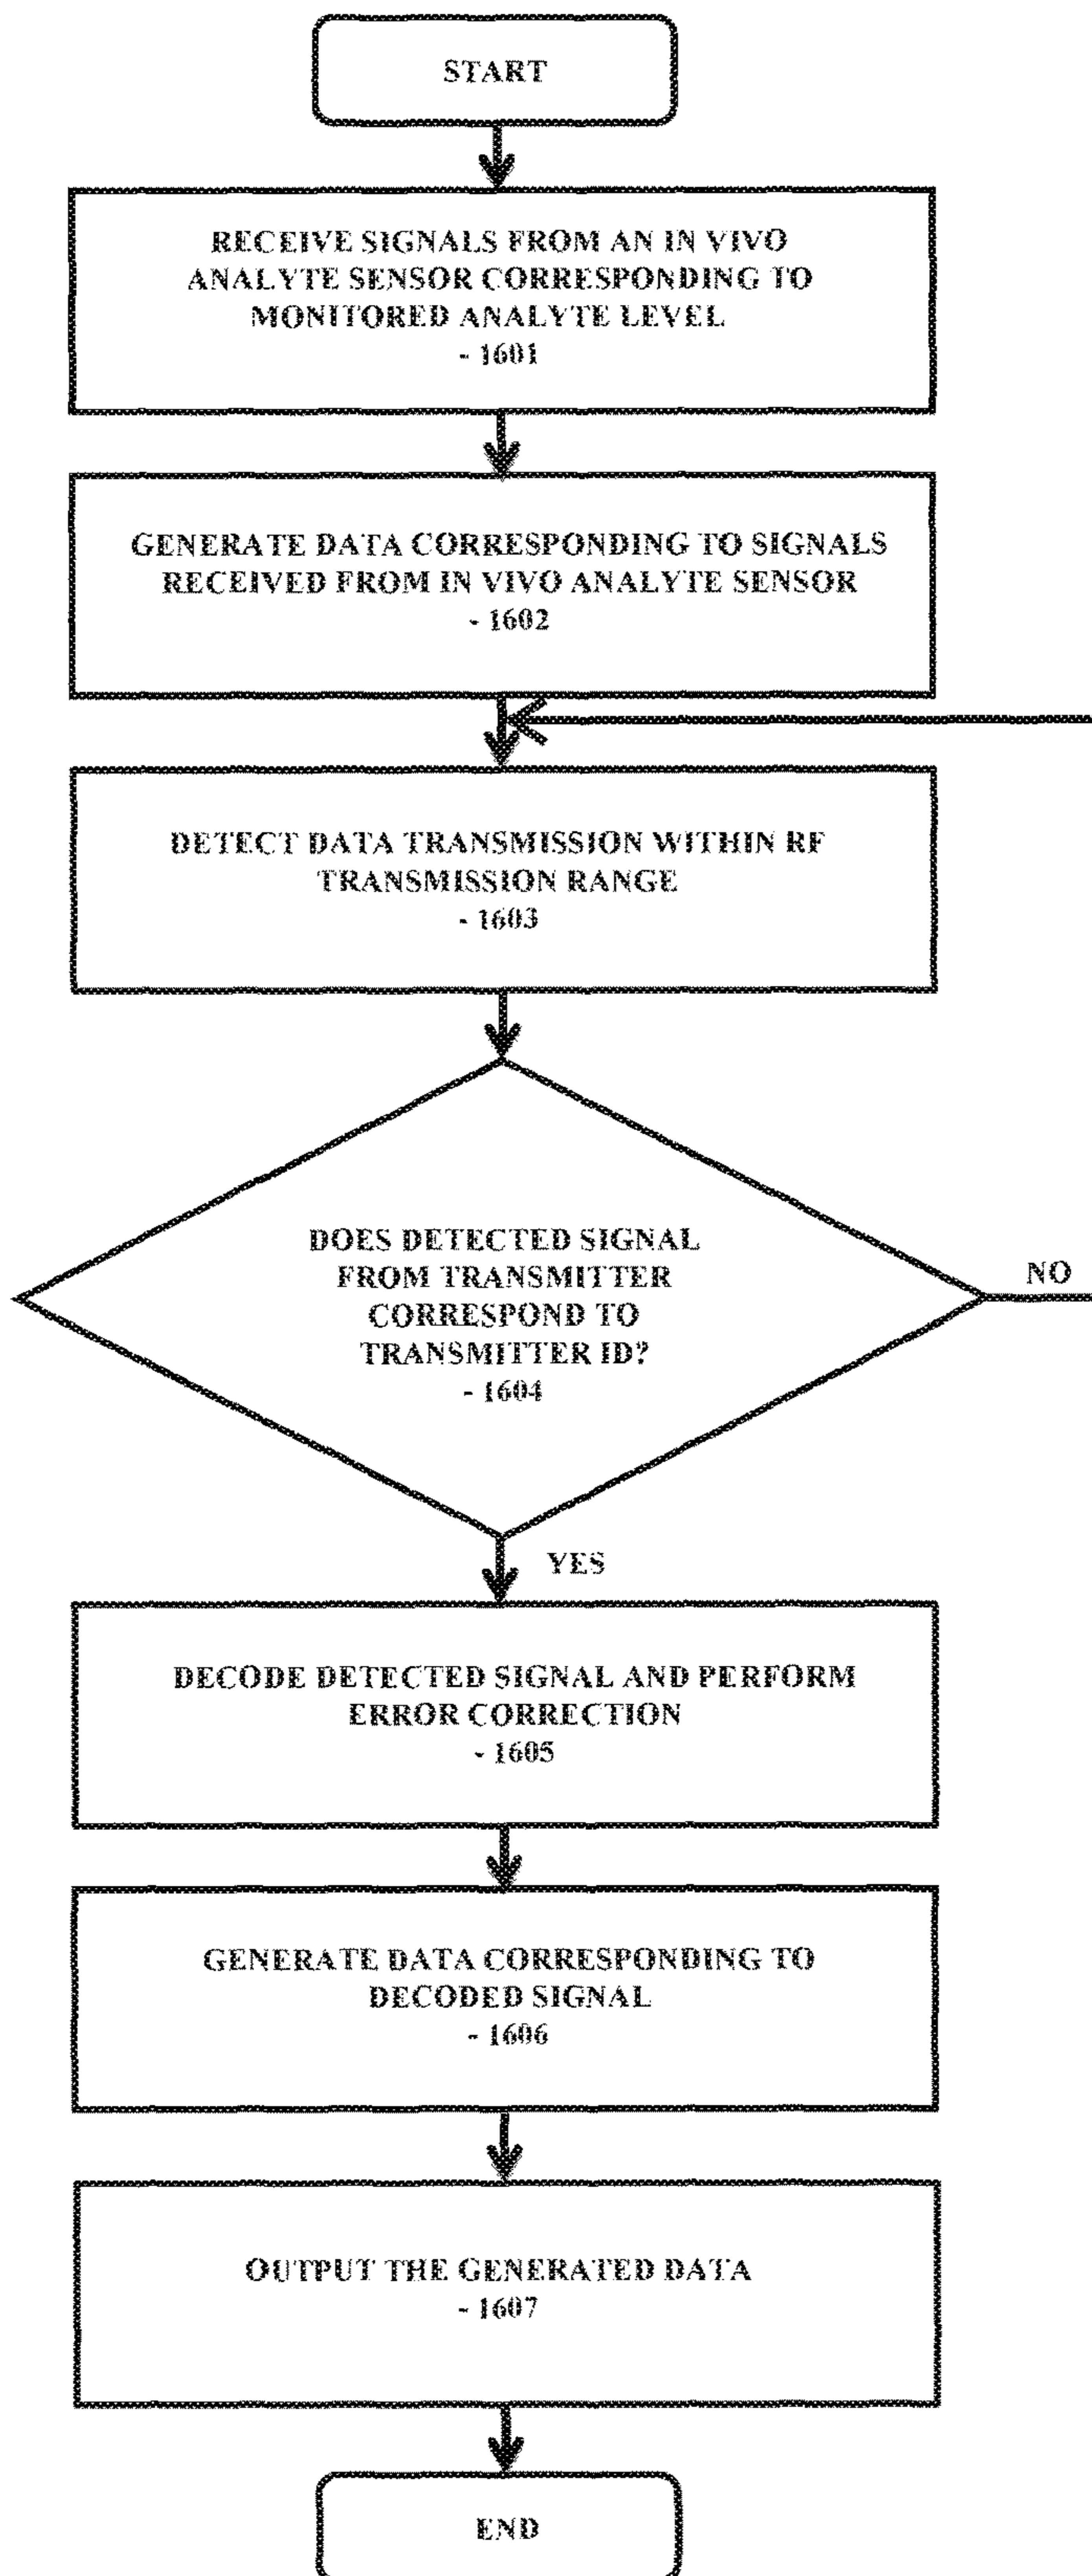 START
RECEIVE SIGNALS FROM AN IN VIVO
ANALYTE SENSOR CORRESPONDING TO
MONITORED ANALYTE LEVEL
- 1601
GENERATE DATA CORRESPONDING TO SIGNALS
RECEIVED FROM IN VIVO ANALYTE SENSOR
- 1602
DETECT DATA TRANSMISSION WITHIN RF
TRANSMISSION RANGE
- 1603
DOES DETECTED SIGNAL
FROM TRANSMITTER
CORRESPOND TO
TRANSMITTER ID?
- 1604
NO
YES
DECODE DETECTED SIGNAL AND PERFORM
ERROR CORRECTION
- 1605
GENERATE DATA CORRESPONDING TO
DECODED SIGNAL
- 1606
OUTPUT THE GENERATED DATA
- 1607
END